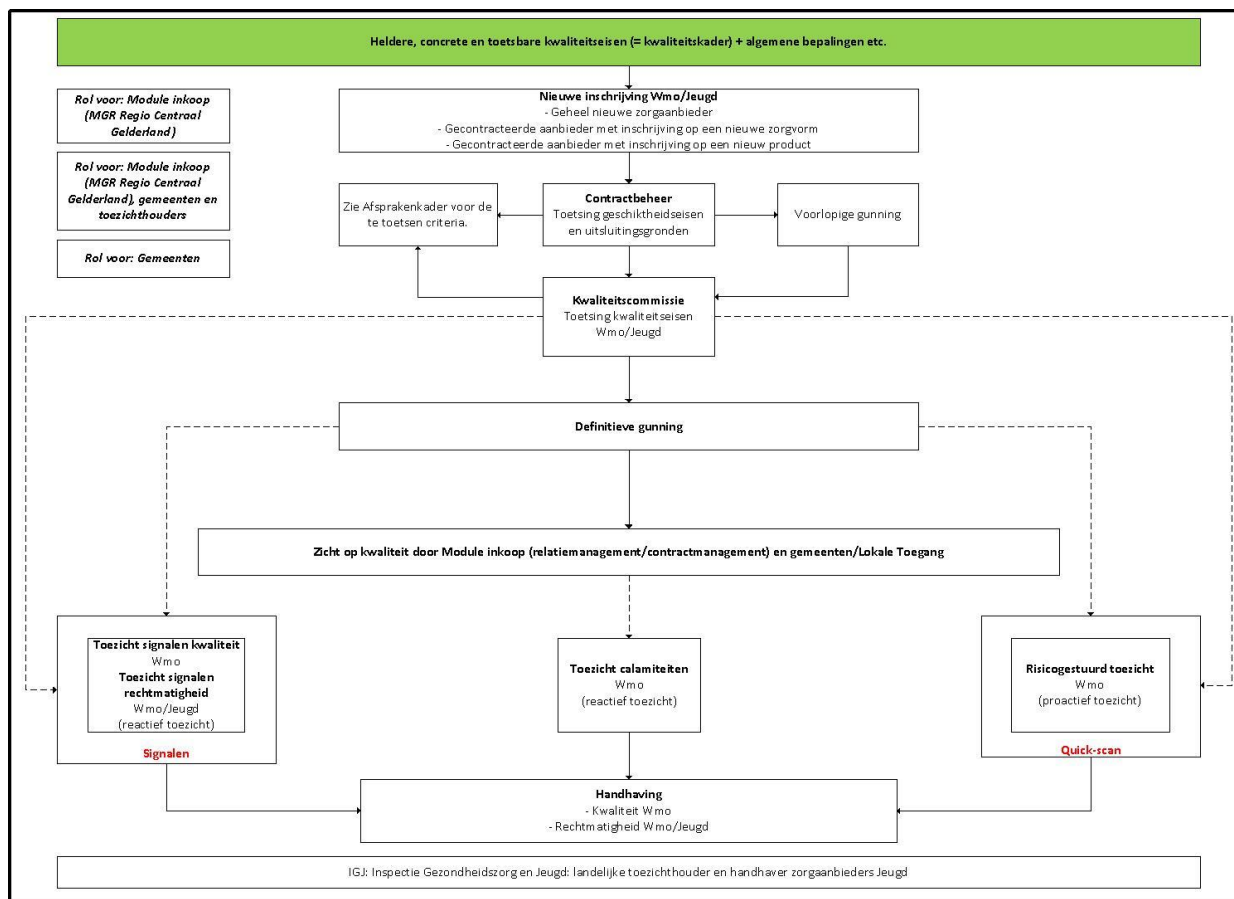 Heldere, concrete en toetsbare kwaliteitseisen (= kwaliteitskader) + algemene bepalingen etc.
Rol voor: Module inkoop
(MGR Regio Centraal
Gelderland)
Rol voor: Module inkoop
(MGR Regio Centraal
Gelderland), gemeenten en
toezichthouders
Rol voor: Gemeenten
Nieuwe inschrijving Wmo/Jeugd
- Geheel nieuwe zorgaanbieder
- Gecontracteerde aanbieder met inschrijving op een nieuwe zorgvorm
- Gecontracteerde aanbieder met inschrijving op een nieuw product
Zie Afsprakenkader voor de
te toetsen criteria.
Contractbeheer
Toetsing geschiktheidseisen
en uitsluitingsgronden
Voorlopige gunning
Kwaliteitscommissie
Toetsing kwaliteitseisen
Wmo/Jeugd
Definitieve gunning
Zicht op kwaliteit door Module inkoop (relatiemanagement/contractmanagement) en gemeenten/Lokale Toegang
Toezicht signalen kwaliteit
Wmo
Toezicht signalen
rechtmatigheid
Wmo/Jeugd
(reactief toezicht)
Signalen
Toezicht calamiteiten
Wmo
(reactief toezicht)
Risicogestuurd toezicht
Wmo
(proactief toezicht)
Quick-scan
Handhaving
- Kwaliteit Wmo
- Rechtmatigheid Wmo/Jeugd
IGJ: Inspectie Gezondheidszorg en Jeugd: landelijke toezichthouder en handhaver zorgaanbieders Jeugd